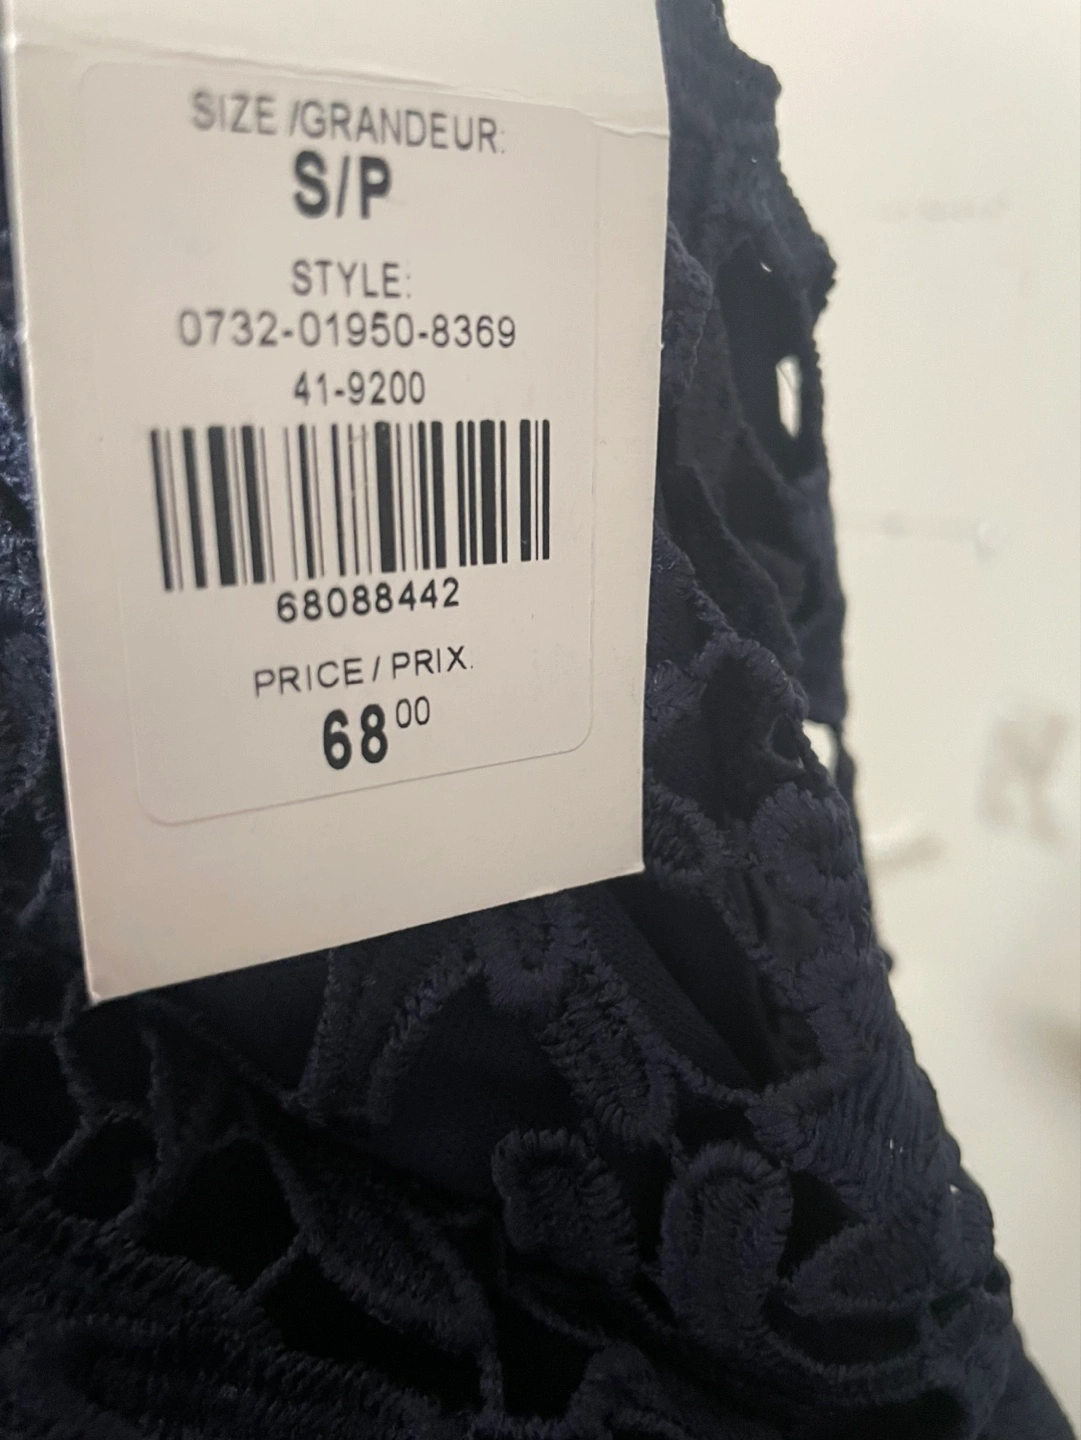 SIZE /GRANDEUR:
S/P
STYLE:
0732-01950-8369
41-9200
68088442
PRICE / PRIX.
68 00